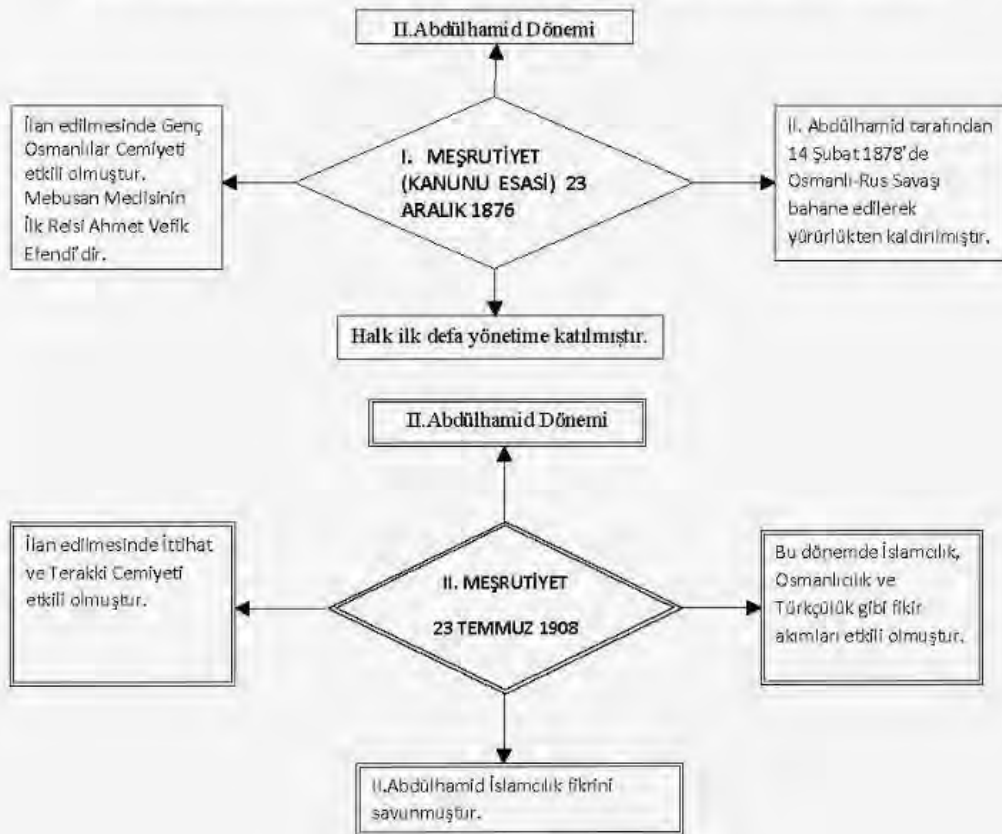 II.Abdülhamid Dönemi
İlan edilmesinde Genç
Osmanlılar Cemiyeti
etkili olmuştur.
Mebusan Meclisinin
İlk Reisi Ahmet Vefik
Efendi'dir.
I. MEŞRUTİYET
(KANUNU ESASİ) 23
ARALIK 1876
II. Abdülhamid tarafından
14 Şubat 1878'de
Osmanlı-Rus Savaşı
bahane edilerek
yürürlükten kaldırılmıştır.
Halk ilk defa yönetime katılmıştır.
II.Abdülhamid Dönemi
İlan edilmesinde İttihat
ve Terakki Cemiyeti
etkili olmuştur.
II. MEŞRUTİYET
23 TEMMUZ 1908
Bu dönemde İslamcılık,
Osmanlıcılık ve
Türkçülük gibi fikir
akımları etkili olmuştur.
II.Abdülhamid İslamcılık fikrini
savunmuştur.